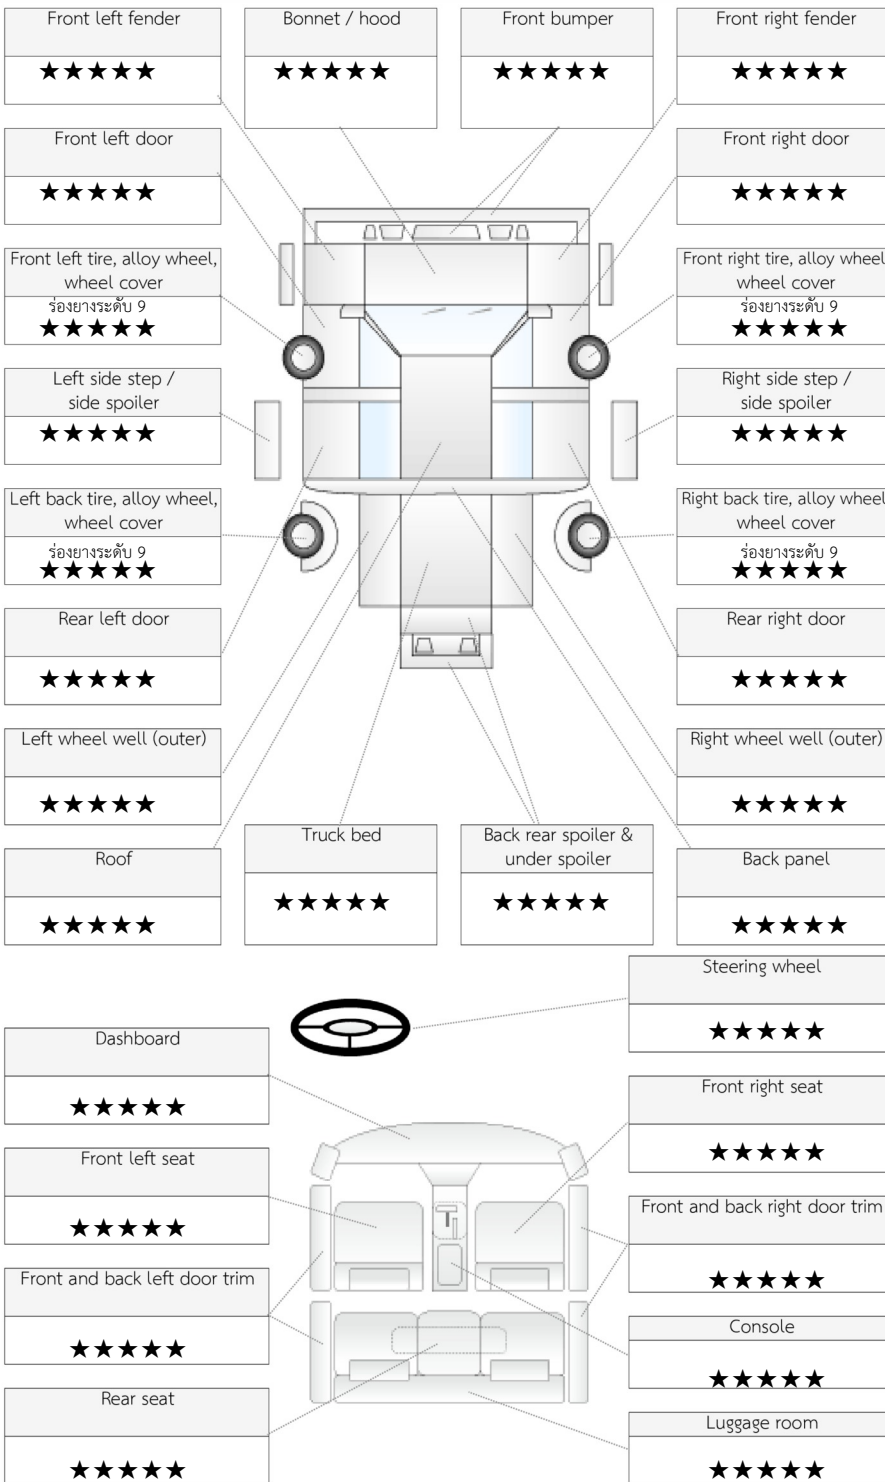 Front left fender
★★★★★
Bonnet / hood
★★★★★
Front bumper
★★★★★
Front right fender
★★★★★
Front left door
★★★★★
Front right door
★★★★★
Front left tire, alloy wheel,
wheel cover
ร่องยางระดับ 9
★★★★★
Front right tire, alloy wheel
wheel cover
ร่องยางระดับ 9
★★★★★
Left side step /
side spoiler
★★★★★
Right side step /
side spoiler
★★★★★
Left back tire, alloy wheel,
wheel cover
ร่องยางระดับ 9
★★★★★
Right back tire, alloy wheel
wheel cover
ร่องยางระดับ 9
★★★★★
Rear left door
★★★★★
Rear right door
★★★★★
Left wheel well (outer)
★★★★★
Right wheel well (outer)
★★★★★
Roof
★★★★★
Truck bed
★★★★★
Back rear spoiler &
under spoiler
★★★★★
Back panel
★★★★★
Steering wheel
★★★★★
Dashboard
★★★★★
Front right seat
★★★★★
Front left seat
★★★★★
Front and back right door trim
★★★★★
Front and back left door trim
★★★★★
Console
★★★★★
Rear seat
★★★★★
Luggage room
★★★★★